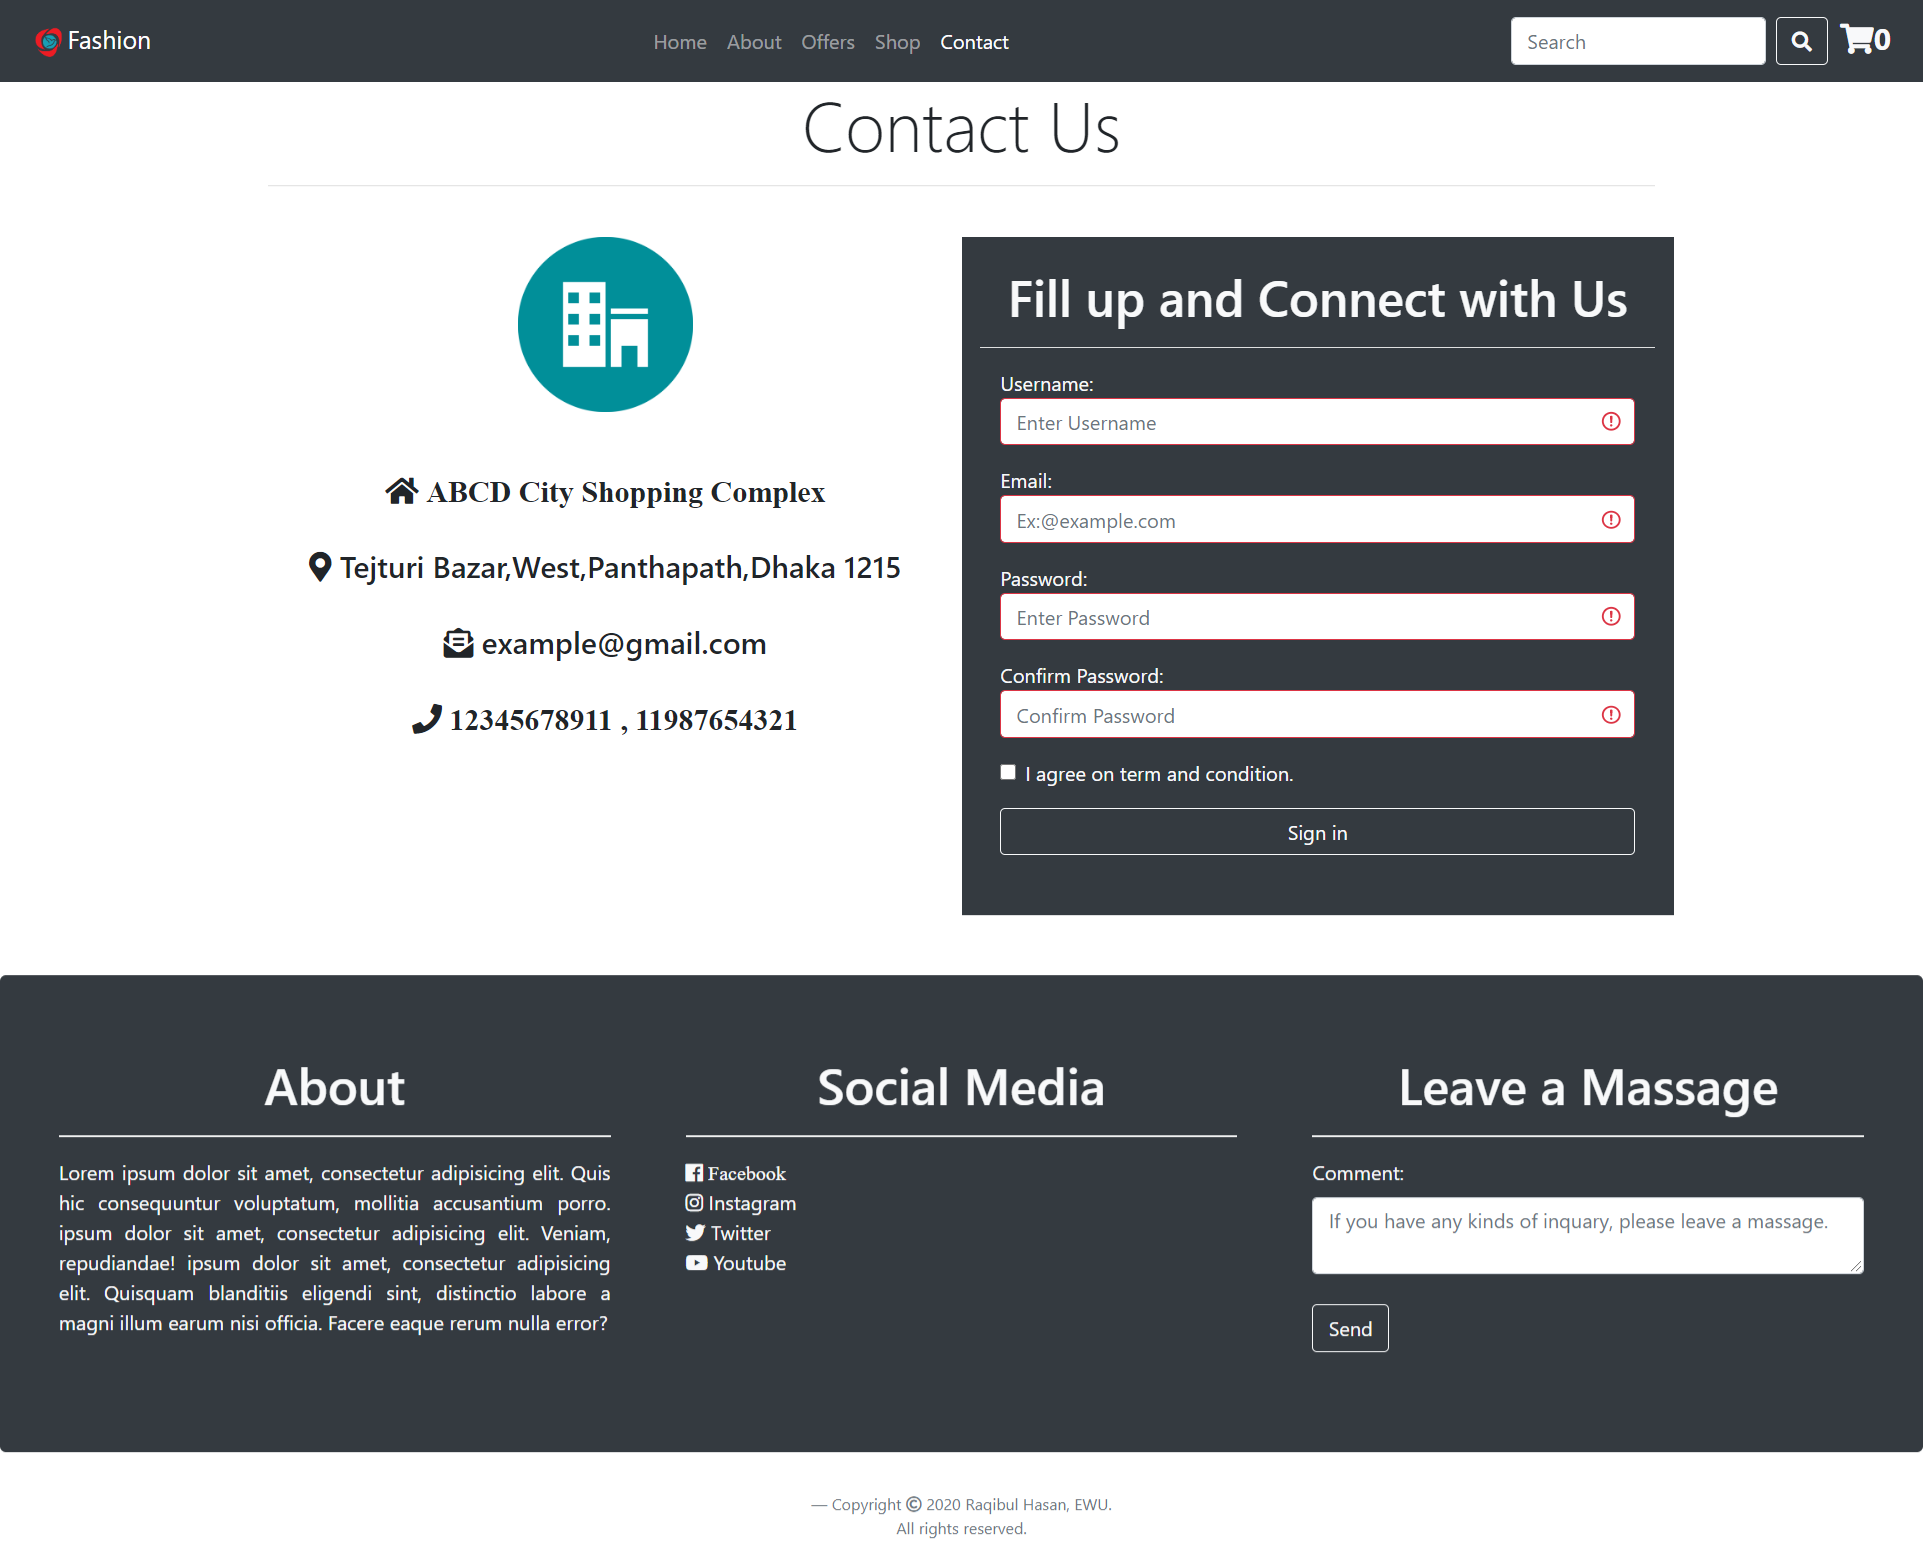 Fashion
Home About Offers Shop Contact
Search
0
Contact Us
ABCD City Shopping Complex
Tejturi Bazar,West,Panthapath,Dhaka 1215
example@gmail.com
12345678911 , 11987654321
Fill up and Connect with Us
Username:
Enter Username
Email:
Ex:@example.com
Password:
Enter Password
Confirm Password:
Confirm Password
I agree on term and condition.
Sign in
About
Lorem ipsum dolor sit amet, consectetur adipisicing elit. Quis
hic consequuntur voluptatum, mollitia accusantium porro.
ipsum dolor sit amet, consectetur adipisicing elit. Veniam,
repudiandae! ipsum dolor sit amet, consectetur adipisicing
elit. Quisquam blanditiis eligendi sint, distinctio labore a
magni illum earum nisi officia. Facere eaque rerum nulla error?
Social Media
Facebook
Instagram
Twitter
Youtube
Leave a Massage
Comment:
If you have any kinds of inquary, please leave a massage.
Send
— Copyright © 2020 Raqibul Hasan, EWU.
All rights reserved.